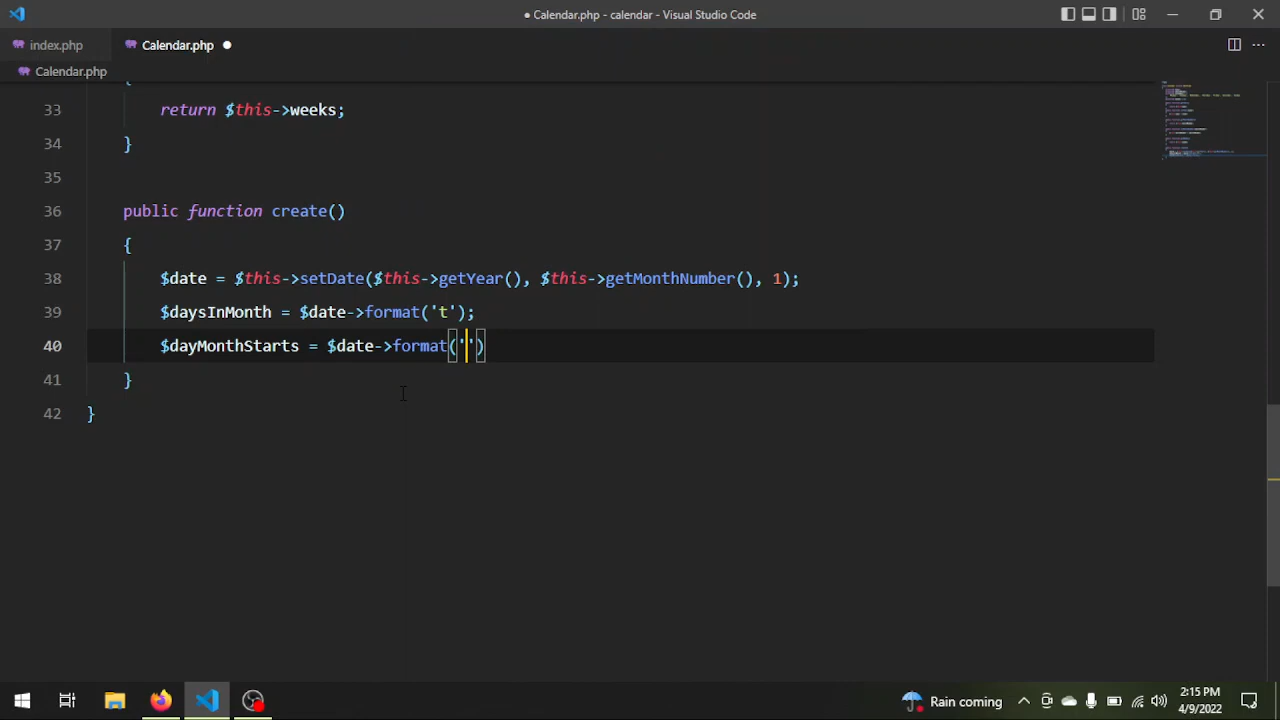 ● Calendar.php - calendar - Visual Studio Code
index.php
Calendar.php
Calendar.php
{
33 return $this->weeks;
34 }
35
36 public function create()
37 {
38 $date = $this->setDate($this->getYear(), $this->getMonthNumber(), 1);
39 $daysInMonth = $date->format('t');
40 $dayMonthStarts = $date->format('')
41 }
42 }
Rain coming
2:15 PM
4/9/2022